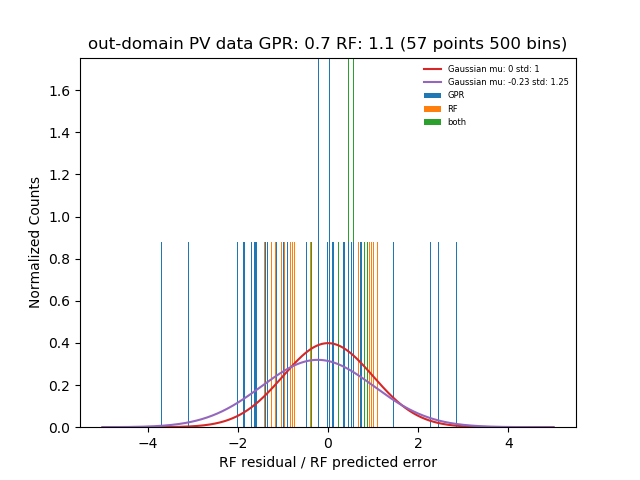 out-domain PV data GPR: 0.7 RF: 1.1 (57 points 500 bins)
Gaussian mu: 0 std: 1
Gaussian mu: -0.23 std: 1.25
GPR
RF
both
Normalized Counts
1.6
1.4
1.2
1.0
0.8
0.6
0.4
0.2
0.0
−4 −2 0 2 4
RF residual / RF predicted error